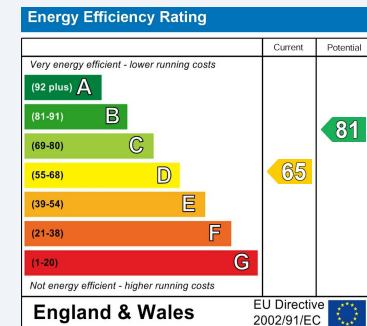 Energy Efficiency Rating
Current Potential
Very energy efficient - lower running costs
(92 plus) A
(81-91) B
81
(69-80) C
(55-68) D
65
(39-54) E
(21-38) F
(1-20) G
Not energy efficient - higher running costs
England & Wales
EU Directive
2002/91/EC